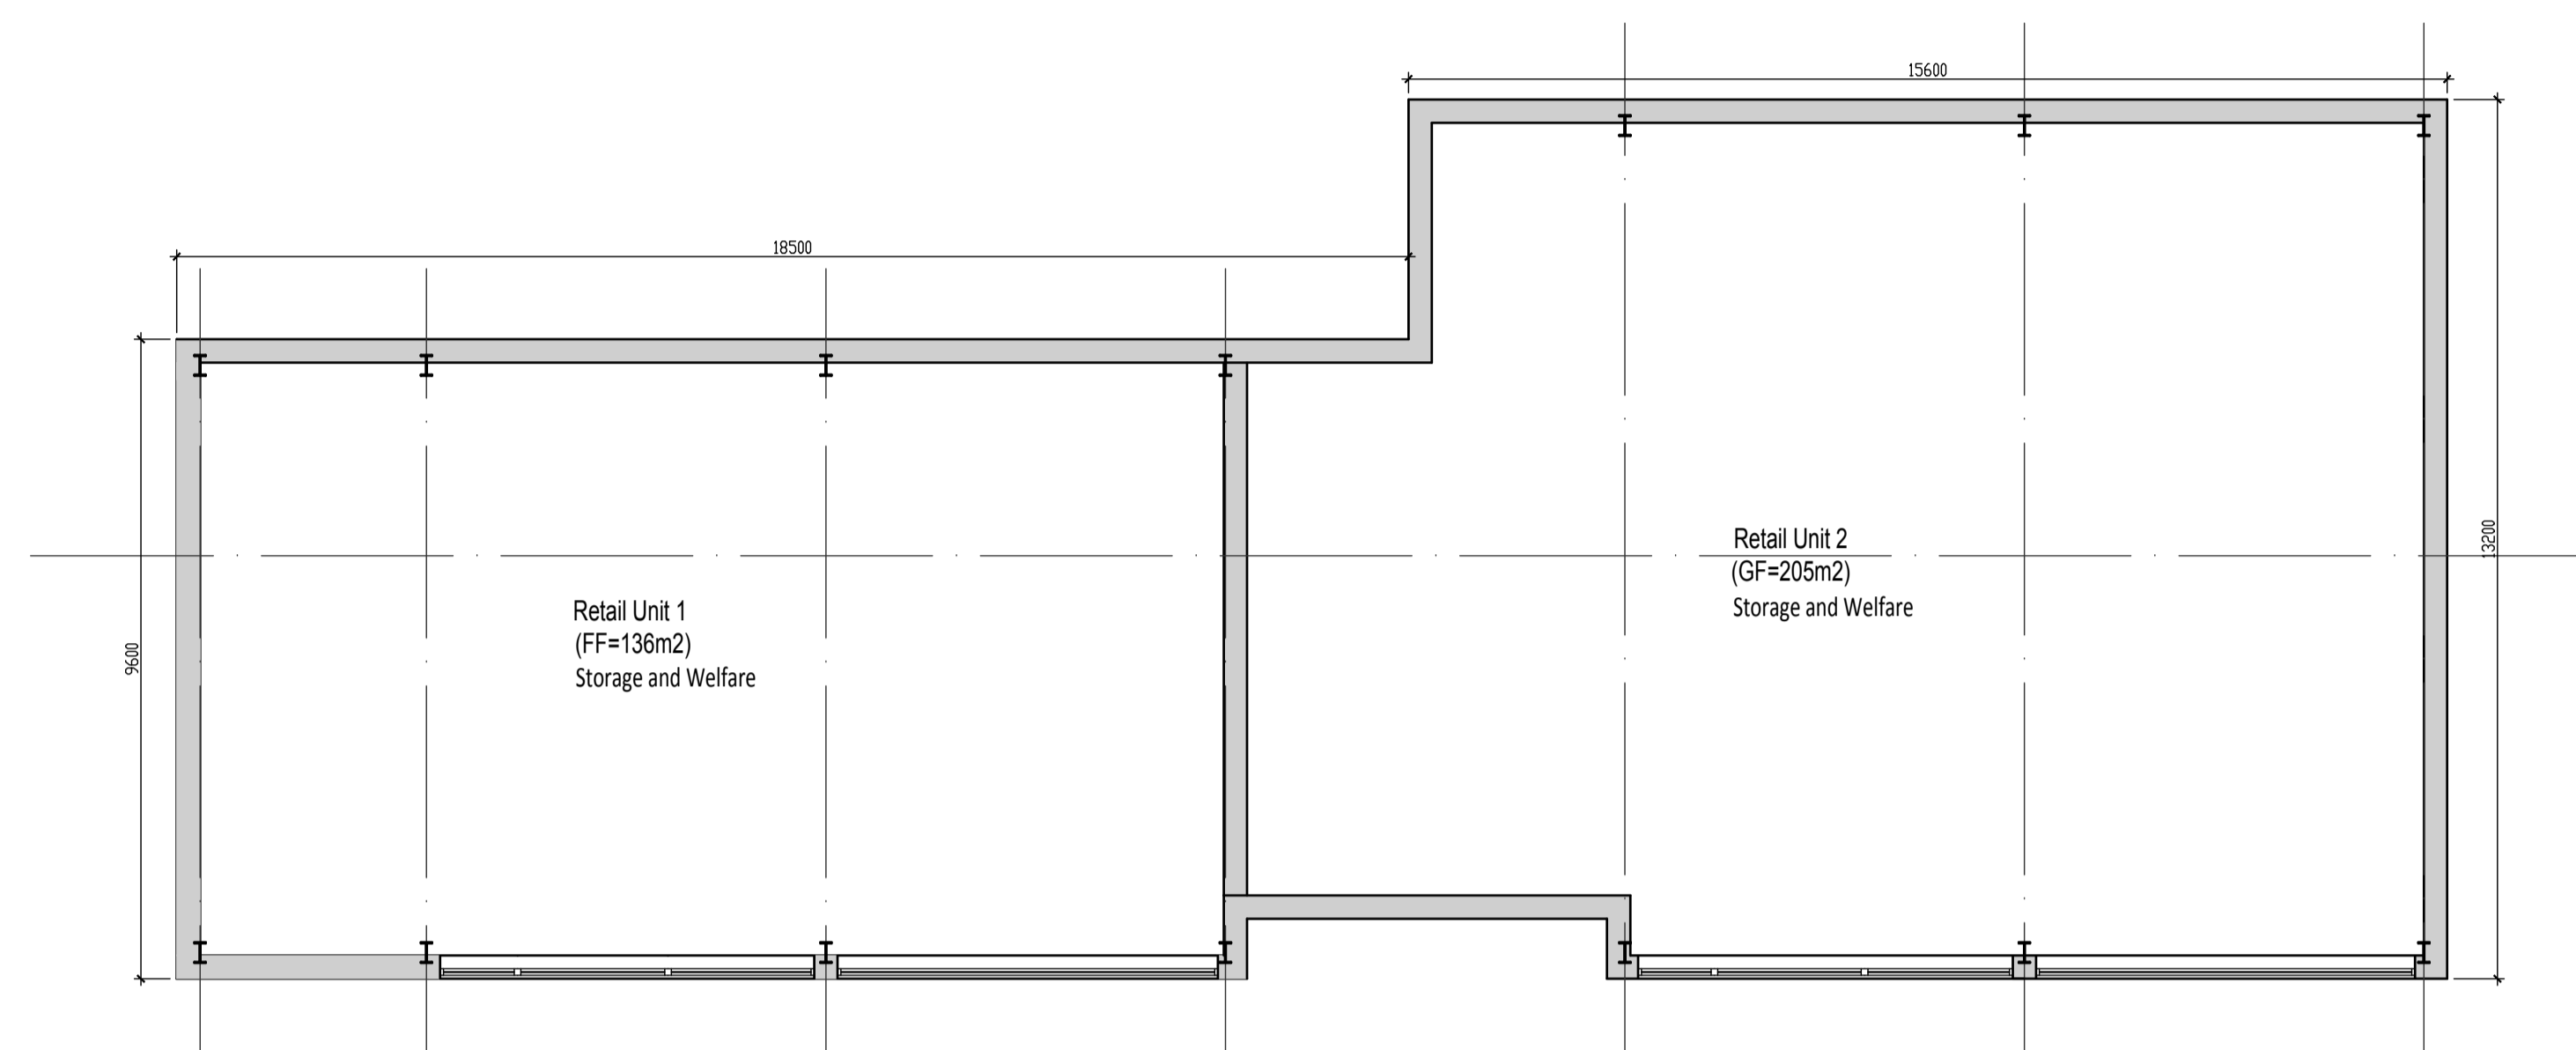 15600
18500
9600
13200
Retail Unit 1
(FF=136m2)
Storage and Welfare
Retail Unit 2
(GF=205m2)
Storage and Welfare